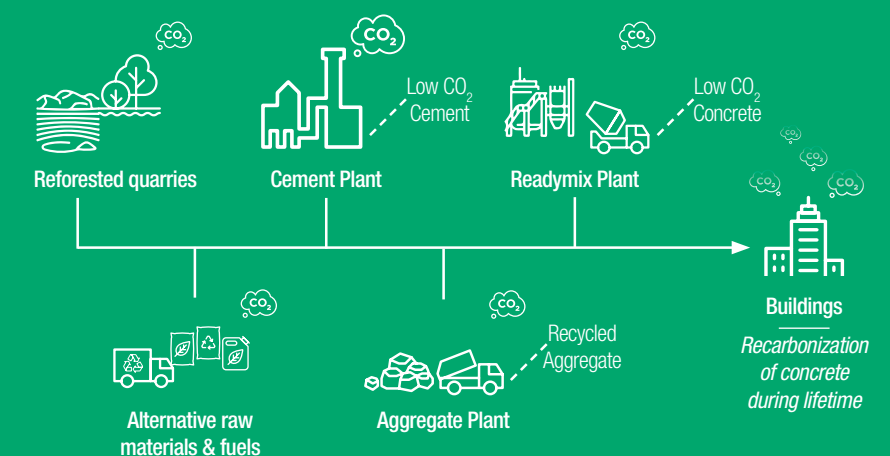 CO2
CO2
CO2
Low CO2
Cement
Low CO2
Concrete
Reforested quarries
Cement Plant
Readymix Plant
CO2
CO2
CO2
CO2
Buildings
Recarbonization
of concrete
during lifetime
CO2
CO2
Recycled
Aggregate
Alternative raw
materials & fuels
Aggregate Plant